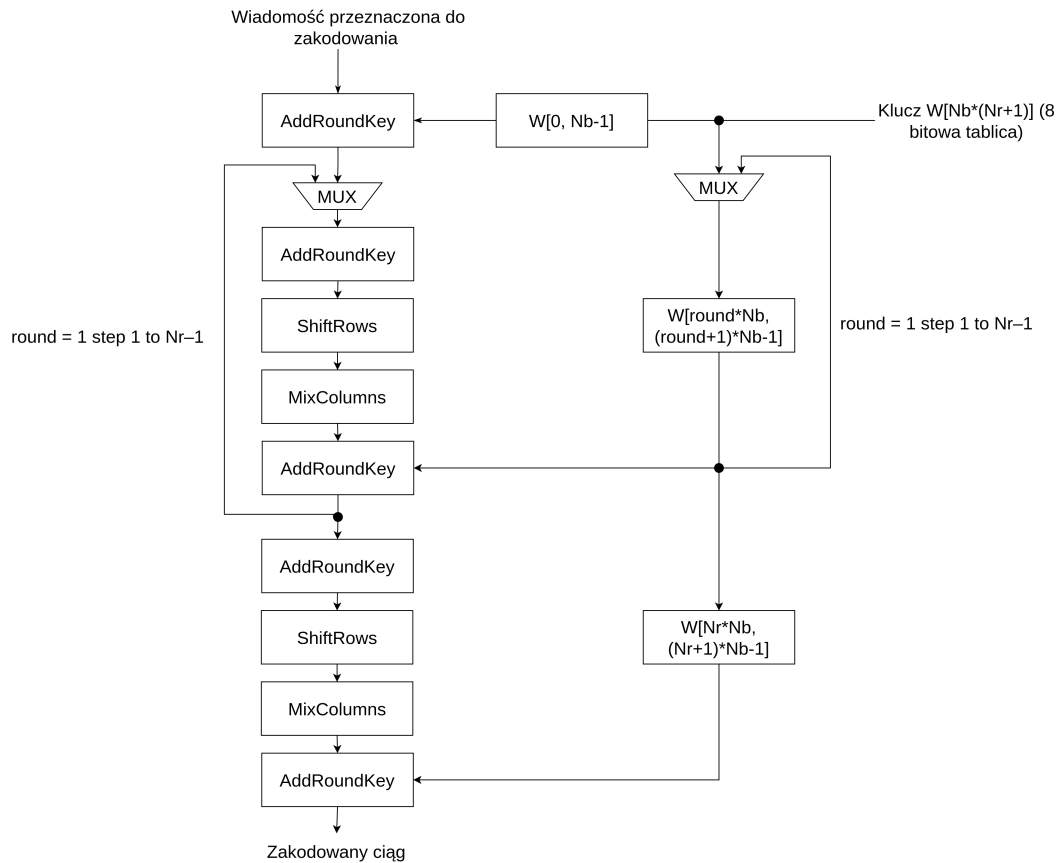 Wiadomość przeznaczona do
zakodowania
AddRoundKey
W[0, Nb-1]
Klucz W[Nb*(Nr+1)] (8
bitowa tablica)
MUX
MUX
AddRoundKey
ShiftRows
W[round*Nb,
(round+1)*Nb-1]
round = 1 step 1 to Nr–1
round = 1 step 1 to Nr–1
MixColumns
AddRoundKey
AddRoundKey
ShiftRows
W[Nr*Nb,
(Nr+1)*Nb-1]
MixColumns
AddRoundKey
Zakodowany ciąg